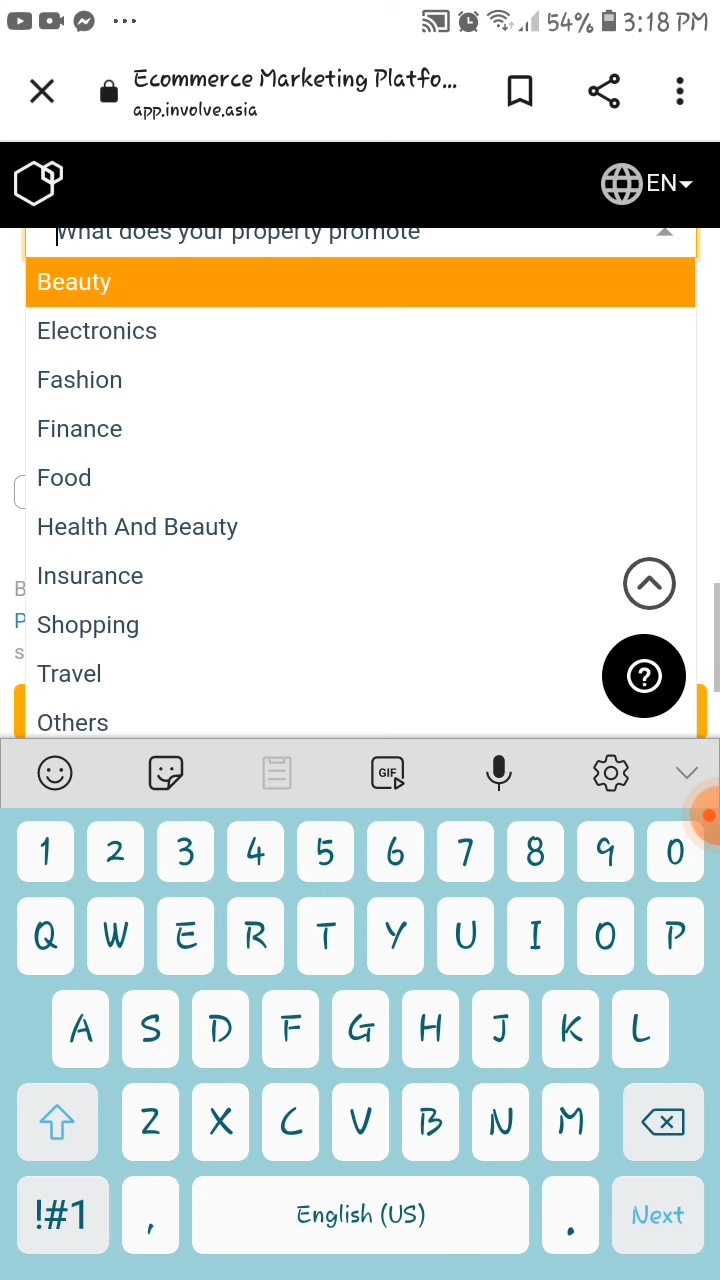 54% 3:18 PM
Ecommerce Marketing Platfo...
app.involve.asia
EN
What does your property promote
Beauty
Electronics
Fashion
Finance
Food
Health And Beauty
Insurance
Shopping
Travel
Others
B
P
s
GIF
1 2 3 4 5 6 7 8 9 0
Q W E R T Y U I O P
A S D F G H J K L
Z X C V B N M
!#1 , English (US) . Next